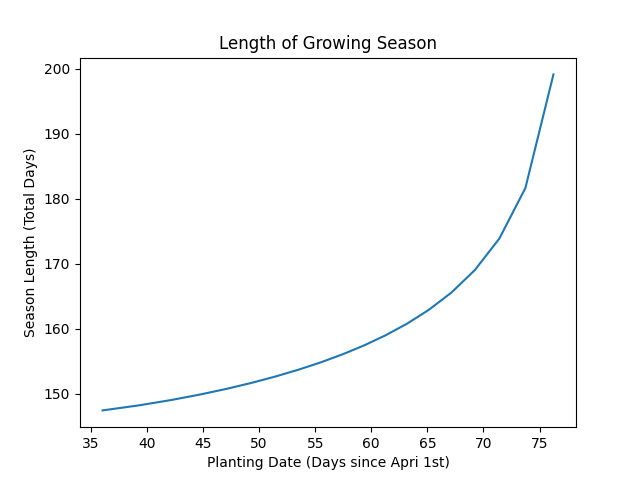 Length of Growing Season
Season Length (Total Days)
200
190
180
170
160
150
35 40 45 50 55 60 65 70 75
Planting Date (Days since Apri 1st)